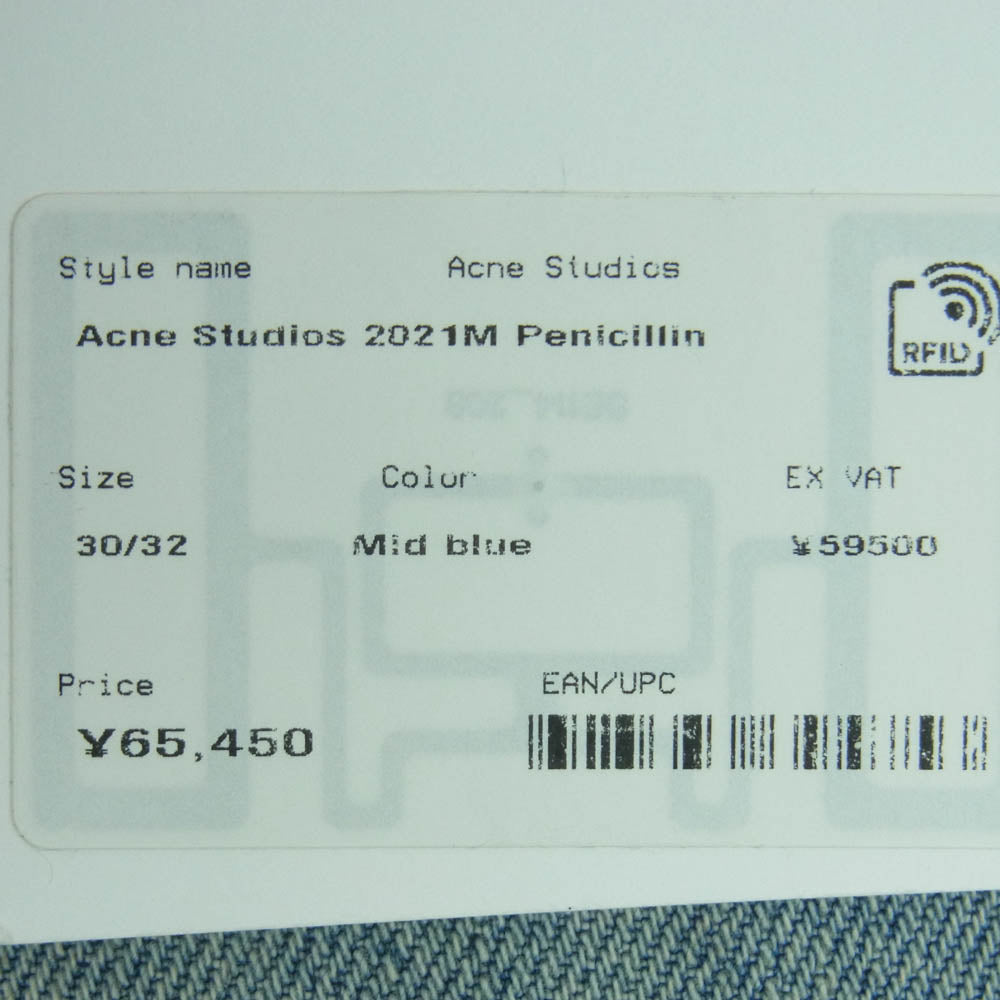 Style name Acne Studios
Acne Studios 2021M Penicillin
RFID
Size Color EX VAT
30/32 Mid blue ¥59500
Price EAN/UPC
¥65,450